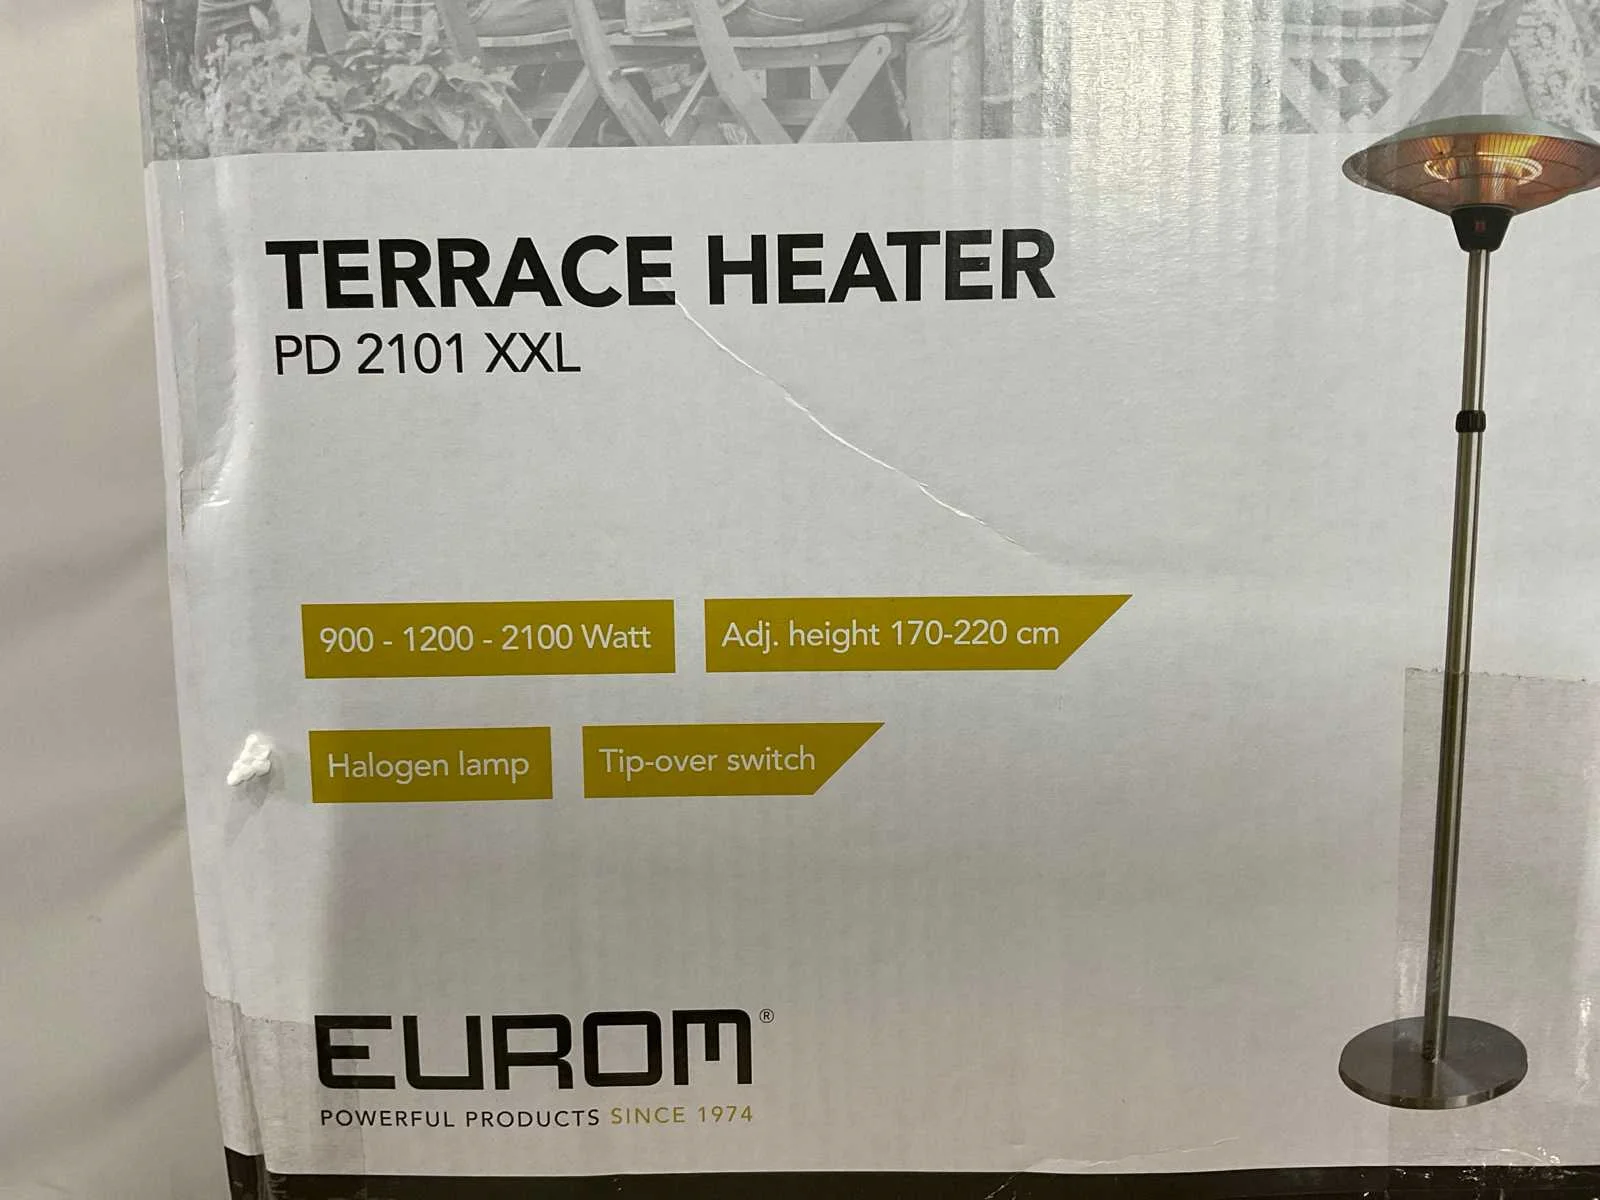 TERRACE HEATER
PD 2101 XXL
900 - 1200 - 2100 Watt
Adj. height 170-220 cm
Halogen lamp
Tip-over switch
EUROM®
POWERFUL PRODUCTS SINCE 1974